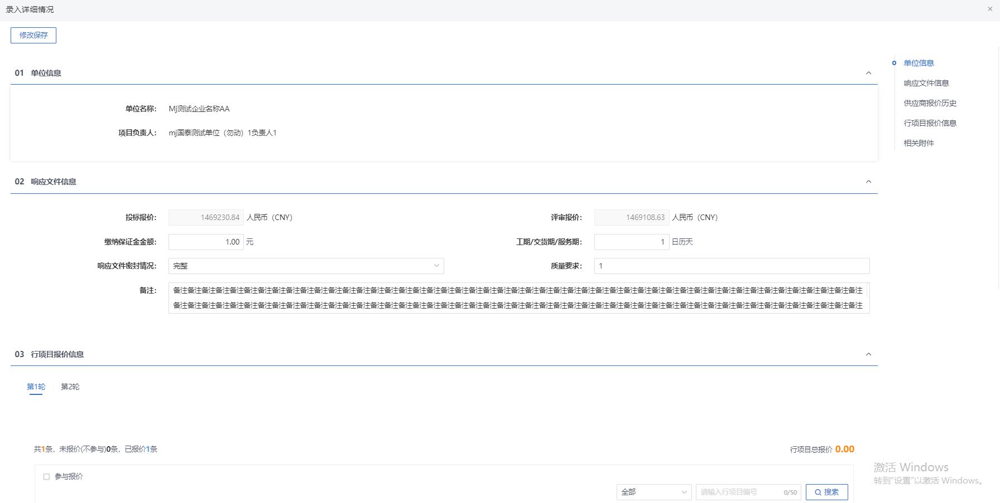 录入详细情况
修改保存
01 单位信息
单位名称： Mj测试企业名称AA
项目负责人： mj国泰测试单位（勿动）1负责人1
单位信息
响应文件信息
供应商报价历史
行项目报价信息
相关附件
02 响应文件信息
投标报价： 1469230.84 人民币（CNY） 评审报价： 1469108.63 人民币（CNY）
缴纳保证金金额： 1.00 元 工期/交货期/服务期： 1 日历天
响应文件密封情况： 完整 质量要求： 1
备注： 备注备注备注备注备注备注备注备注备注备注备注备注备注备注备注备注备注备注备注备注备注备注备注备注备注备注备注备注备注备注备注备注备注备注备注备注备注备注备注备注备注备注备注备注备注备注备注备注备注
备注备注备注备注备注备注备注备注备注备注备注备注备注备注备注备注备注备注备注备注备注备注备注备注备注备注备注备注备注备注备注备注备注备注备注备注备注备注备注备注备注备注备注备注备注备注备注备注备注
03 行项目报价信息
第1轮 第2轮
共1条，未报价(不参与)0条，已报价1条 行项目总报价 0.00
参与报价
全部 请输入行项目编号 0/50 搜索
激活 Windows
转到“设置”以激活 Windows。